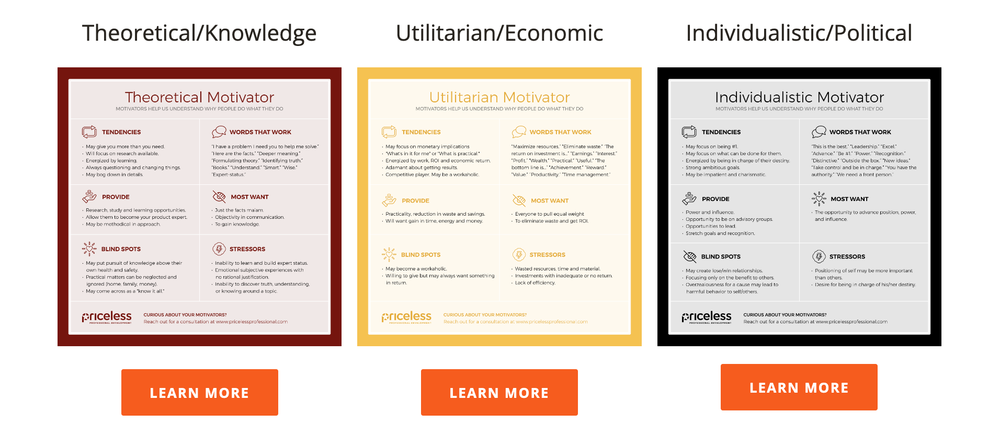 Theoretical/Knowledge
Theoretical Motivator
MOTIVATORS HELP US UNDERSTAND WHY PEOPLE DO WHAT THEY DO
TENDENCIES
· May give you more than you need.
· Will focus on research available.
· Energized by learning.
· Always questioning and changing things.
· May bog down in details.
WORDS THAT WORK
"I have a problem I need you to help me solve."
"Here are the facts." "Deeper meaning."
"Formulating theory." "Identifying truth."
"Books." "Understand." "Smart." "Wise."
"Expert-status."
PROVIDE
· Research, study and learning opportunities.
· Allow them to become your product expert.
· May be methodical in approach.
MOST WANT
· Just the facts ma'am.
· Objectivity in communication.
· To gain knowledge.
BLIND SPOTS
· May put pursuit of knowledge above their
own health and safety.
· Practical matters can be neglected and
ignored (home, family, money).
· May come across as a "know it all."
STRESSORS
· Inability to learn and build expert status.
· Emotional subjective experiences with
no rational justification.
· Inability to discover truth, understanding,
or knowing around a topic.
priceless
PROFESSIONAL DEVELOPMENT
CURIOUS ABOUT YOUR MOTIVATORS?
Reach out for a consultation at www.pricelessprofessional.com
LEARN MORE
Utilitarian/Economic
Utilitarian Motivator
MOTIVATORS HELP US UNDERSTAND WHY PEOPLE DO WHAT THEY DO
TENDENCIES
· May focus on monetary implications
· "What's in it for me" or "What is practical."
· Energized by work, ROI and economic return.
· Adamant about getting results.
· Competitive player. May be a workaholic.
WORDS THAT WORK
"Maximize resources." "Eliminate waste." "The
return on investment is..." "Earnings." "Interest."
"Profit." "Wealth." "Practical." "Useful." "The
bottom line is..." "Achievement." "Reward."
"Value." "Productivity." "Time management."
PROVIDE
· Practicality, reduction in waste and savings.
· Will want gain in time, energy and money.
MOST WANT
· Everyone to pull equal weight
· To eliminate waste and get ROI.
BLIND SPOTS
· May become a workaholic.
· Willing to give but may always want something
in return.
STRESSORS
· Wasted resources, time and material.
· Investments with inadequate or no return.
· Lack of efficiency.
priceless
PROFESSIONAL DEVELOPMENT
CURIOUS ABOUT YOUR MOTIVATORS?
Reach out for a consultation at www.pricelessprofessional.com
LEARN MORE
Individualistic/Political
Individualistic Motivator
MOTIVATORS HELP US UNDERSTAND WHY PEOPLE DO WHAT THEY DO
TENDENCIES
· May focus on being #1.
· May focus on what can be done for them.
· Energized by being in charge of their destiny.
· Strong ambitious goals.
· May be impatient and charismatic.
WORDS THAT WORK
"This is the best." "Leadership." "Excel."
"Advance." "Be #1." "Power." "Recognition."
"Distinctive." "Outside the box." "New ideas."
"Take control and be in charge." "You have the
authority." "We need a front person."
PROVIDE
· Power and influence.
· Opportunity to be on advisory groups.
· Opportunities to lead.
· Stretch goals and recognition.
MOST WANT
· The opportunity to advance position, power,
and influence.
BLIND SPOTS
· May create lose/win relationships.
· Focusing only on the benefit to others.
· Overzealousness for a cause may lead to
harmful behavior to self/others.
STRESSORS
· Positioning of self may be more important
than others.
· Desire for being in charge of his/her destiny.
priceless
PROFESSIONAL DEVELOPMENT
CURIOUS ABOUT YOUR MOTIVATORS?
Reach out for a consultation at www.pricelessprofessional.com
LEARN MORE